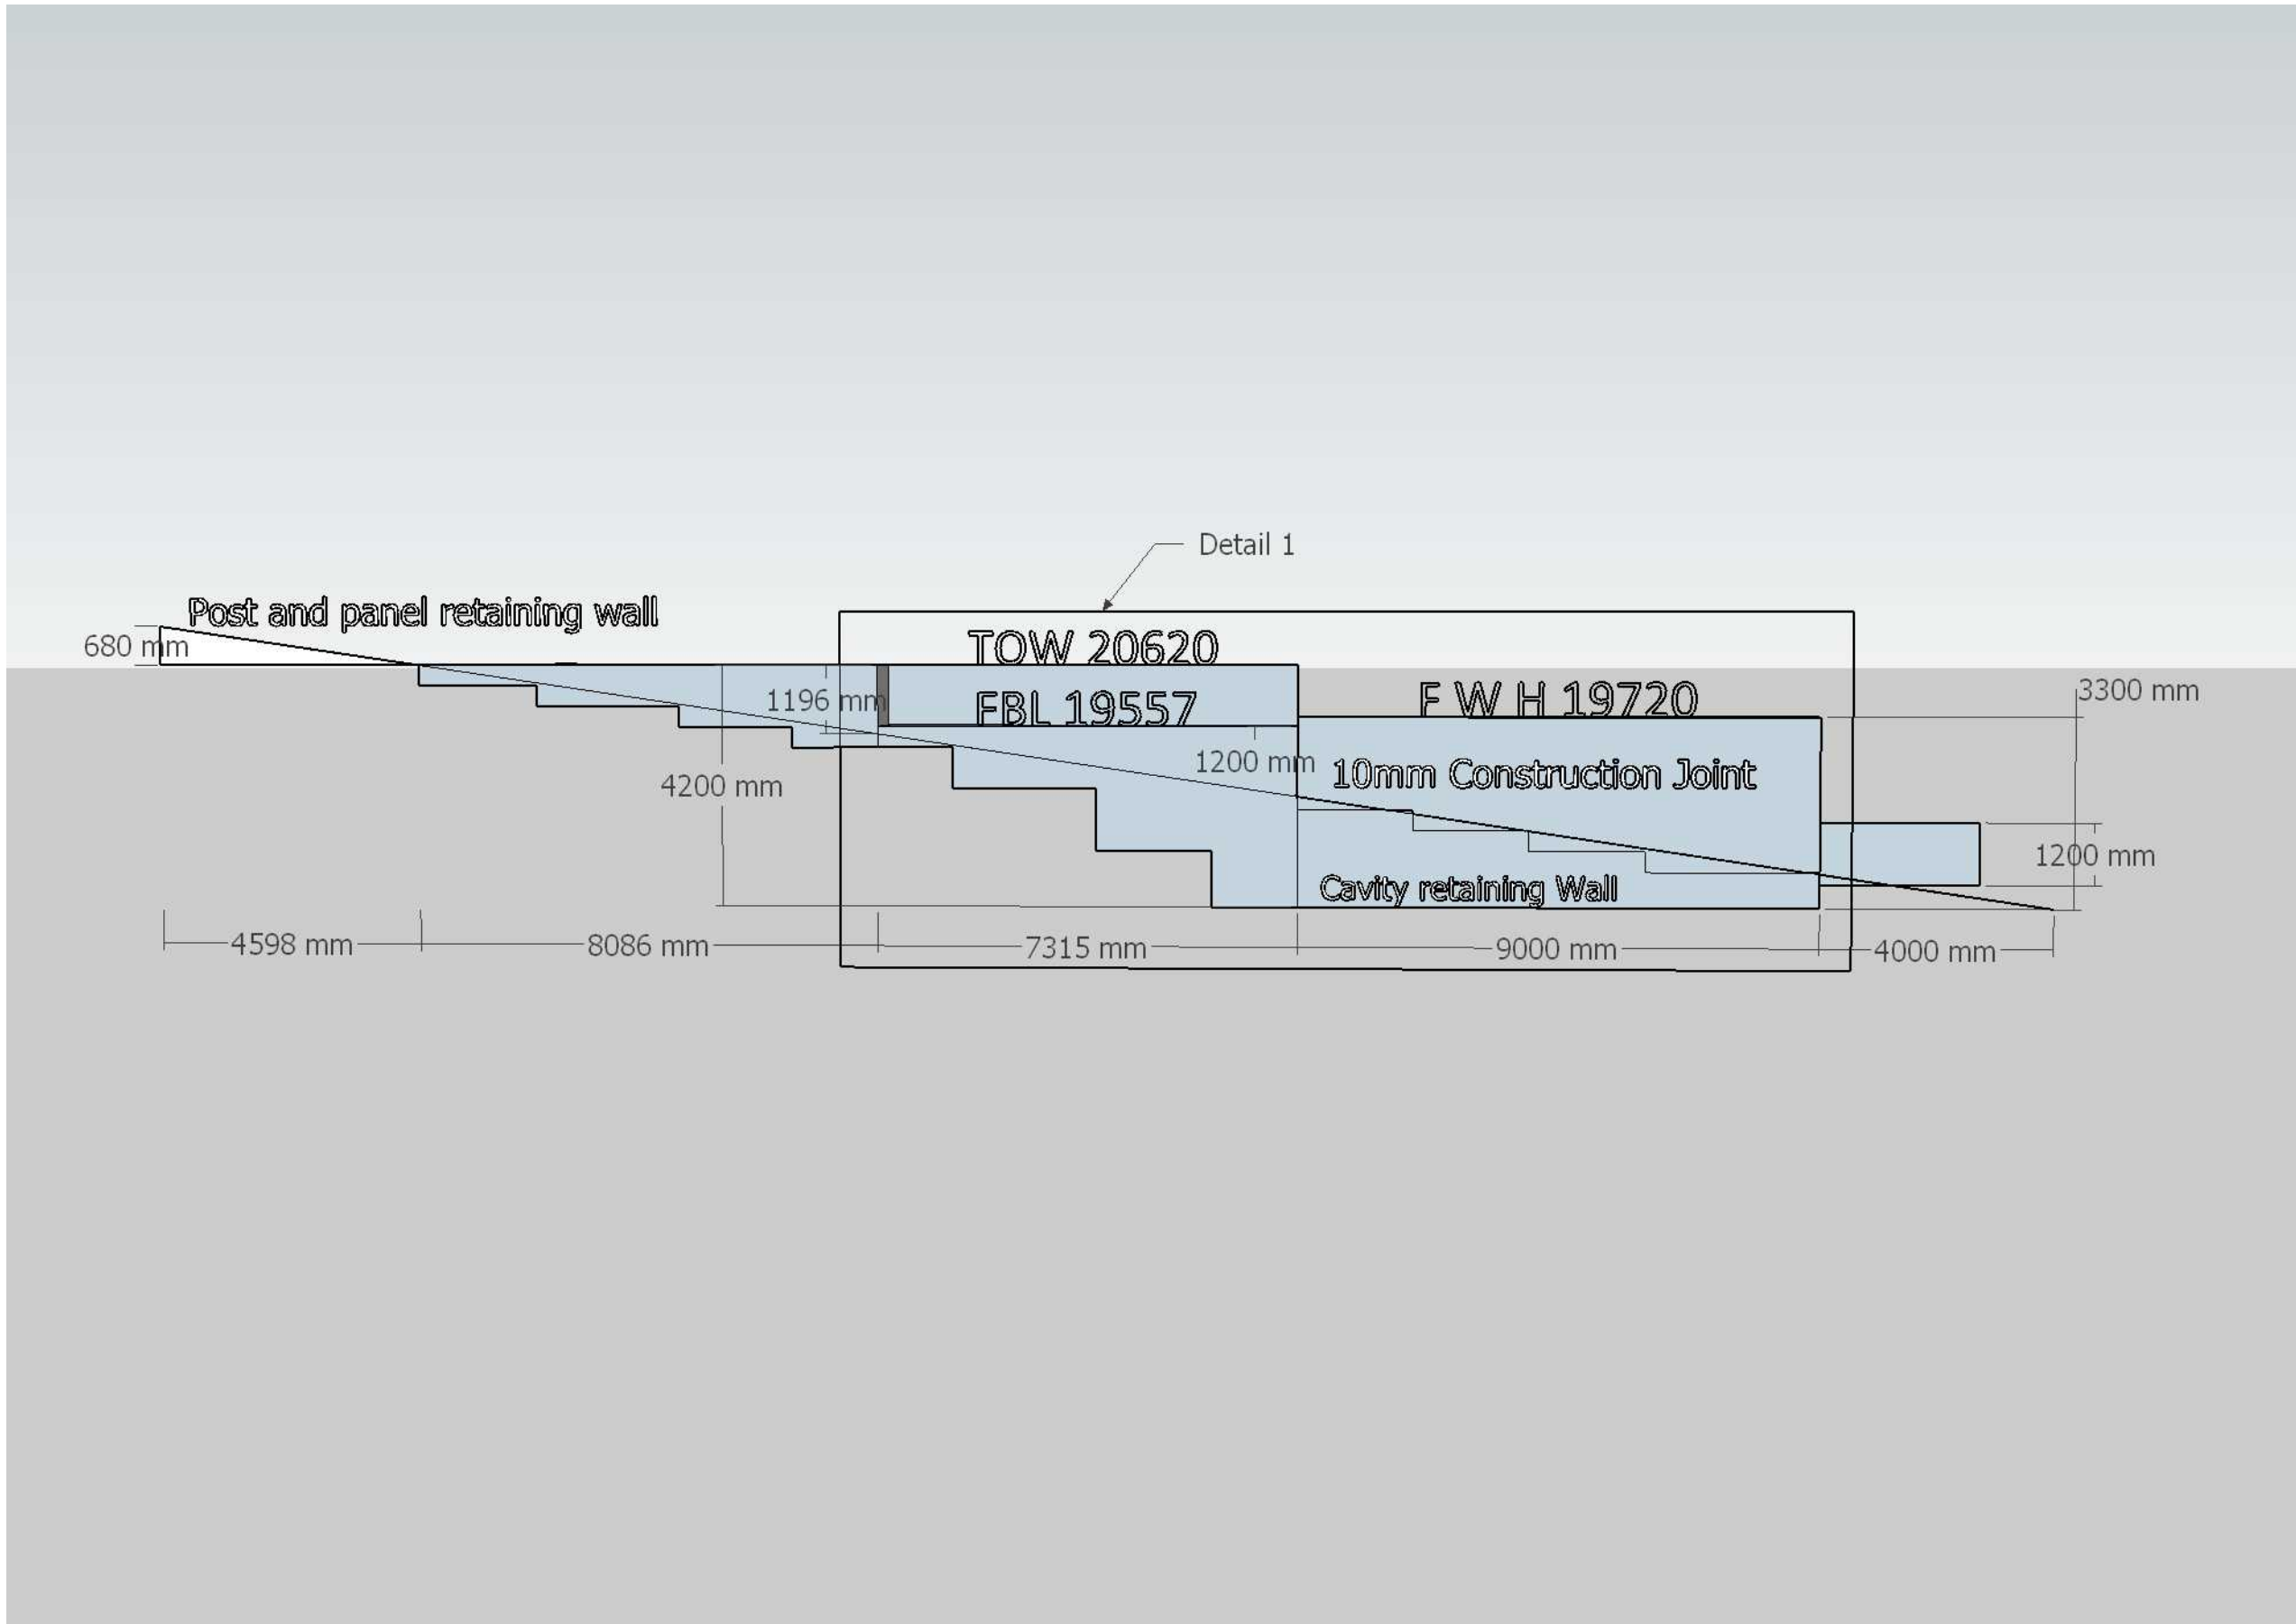 Detail 1
Post and panel retaining wall
680 mm
TOW 20620
1196 mm
FBL 19557
F W H 19720
3300 mm
4200 mm
1200 mm
10mm Construction Joint
1200 mm
Cavity retaining Wall
4598 mm
8086 mm
7315 mm
9000 mm
4000 mm